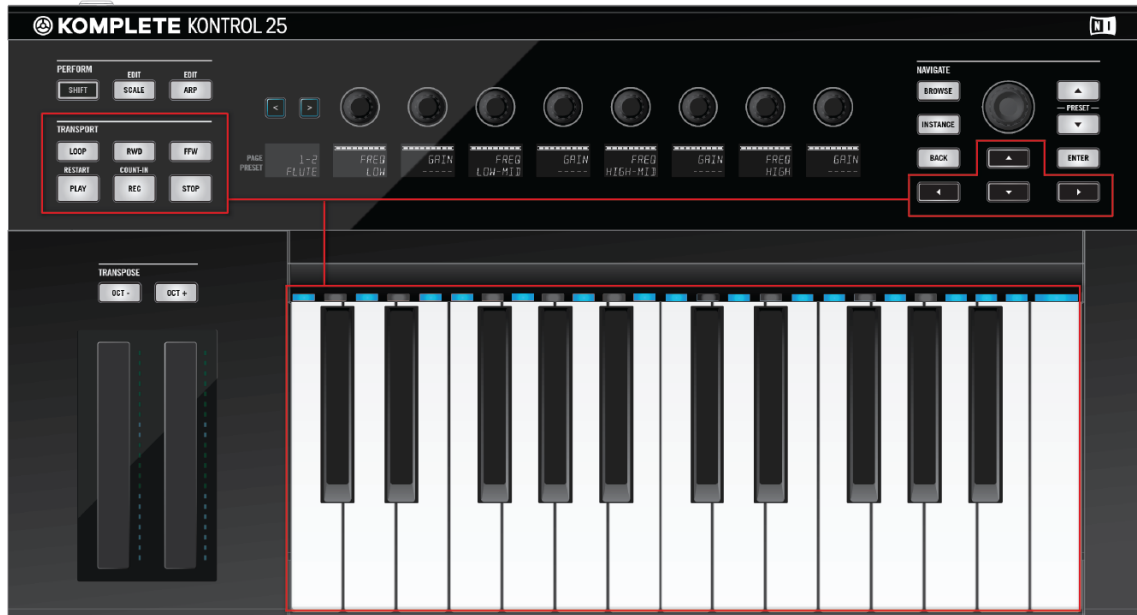 KOMPLETE KONTROL 25
NI
PERFORM
EDIT EDIT
SHIFT SCALE ARP
TRANSPORT
LOOP RWD FFW
RESTART COUNT-IN
PLAY REC STOP
< >
PAGE 1-2 FREQ GAIN FREQ GAIN FREQ GAIN FREQ GAIN
PRESET FLUTE LOW ----- LOW-MID ----- HIGH-MID ----- HIGH -----
NAVIGATE
BROWSE
PRESET
INSTANCE
BACK ENTER
TRANSPOSE
OCT - OCT +